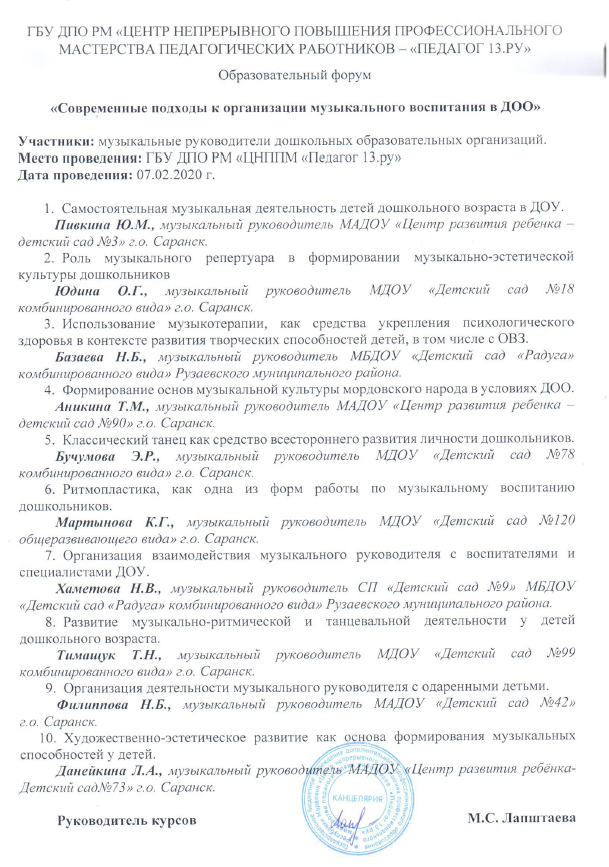 ГБУ ДПО РМ «ЦЕНТР НЕПРЕРЫВНОГО ПОВЫШЕНИЯ ПРОФЕССИОНАЛЬНОГО
МАСТЕРСТВА ПЕДАГОГИЧЕСКИХ РАБОТНИКОВ – «ПЕДАГОГ 13.РУ»
Образовательный форум
«Современные подходы к организации музыкального воспитания в ДОО»
Участники: музыкальные руководители дошкольных образовательных организаций.
Место проведения: ГБУ ДПО РМ «ЦНППМ «Педагог 13.ру»
Дата проведения: 07.02.2020 г.
1. Самостоятельная музыкальная деятельность детей дошкольного возраста в ДОУ.
Пивкина Ю.М., музыкальный руководитель МАДОУ «Центр развития ребенка –
детский сад №3» г.о. Саранск.
2. Роль музыкального репертуара в формировании музыкально-эстетической
культуры дошкольников
Юдина О.Г., музыкальный руководитель МДОУ «Детский сад №18
комбинированного вида» г.о. Саранск.
3. Использование музыкотерапии, как средства укрепления психологического
здоровья в контексте развития творческих способностей детей, в том числе с ОВЗ.
Базаева Н.Б., музыкальный руководитель МБДОУ «Детский сад «Радуга»
комбинированного вида» Рузаевского муниципального района.
4. Формирование основ музыкальной культуры мордовского народа в условиях ДОО.
Аникина Т.М., музыкальный руководитель МАДОУ «Центр развития ребенка –
детский сад №90» г.о. Саранск.
5. Классический танец как средство всестороннего развития личности дошкольников.
Бучумова Э.Р., музыкальный руководитель МДОУ «Детский сад №78
комбинированного вида» г.о. Саранск.
6. Ритмопластика, как одна из форм работы по музыкальному воспитанию
дошкольников.
Мартынова К.Г., музыкальный руководитель МДОУ «Детский сад №120
общеразвивающего вида» г.о. Саранск.
7. Организация взаимодействия музыкального руководителя с воспитателями и
специалистами ДОУ.
Хаметова Н.В., музыкальный руководитель СП «Детский сад №9» МБДОУ
«Детский сад «Радуга» комбинированного вида» Рузаевского муниципального района.
8. Развитие музыкально-ритмической и танцевальной деятельности у детей
дошкольного возраста.
Тимащук Т.Н., музыкальный руководитель МДОУ «Детский сад №99
комбинированного вида» г.о. Саранск.
9. Организация деятельности музыкального руководителя с одаренными детьми.
Филиппова Н.Б., музыкальный руководитель МАДОУ «Детский сад №42»
г.о. Саранск.
10. Художественно-эстетическое развитие как основа формирования музыкальных
способностей у детей.
Данейкина Л.А., музыкальный руководитель МАДОУ «Центр развития ребёнка-
Детский сад№73» г.о. Саранск.
КАНЦЕЛЯРИЯ
Руководитель курсов М.С. Лапштаева